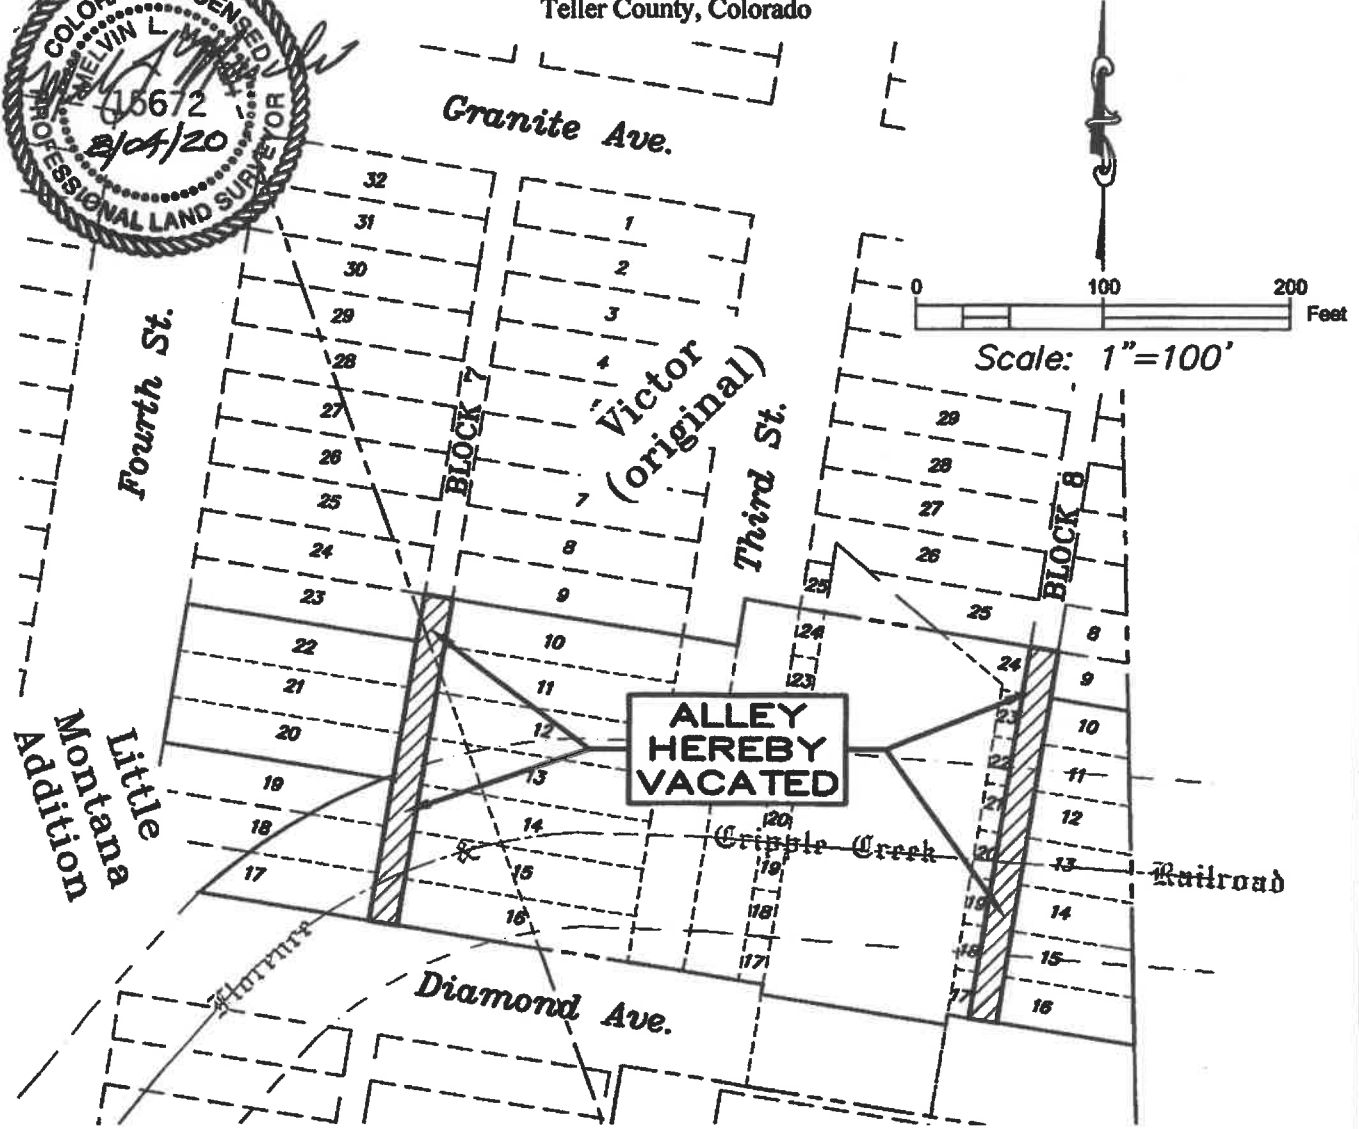 Teller County, Colorado
MELVIN L.
15672
8/04/20
PROFESSIONAL LAND SURVEYOR
Granite Ave.
0 100 200
Feet
Scale: 1"=100'
Fourth St.
32
31
30
29
28
27
26
25
24
23
22
21
20
19
18
17
BLOCK 7
1
2
3
4
7
8
9
10
11
12
13
14
15
16
Victor
(original)
Third St.
25
24
23
20
19
18
17
29
28
27
26
25
24
23
22
21
20
19
18
17
BLOCK 8
8
9
10
11
12
13
14
15
16
ALLEY
HEREBY
VACATED
Little
Montana
Addition
Florence & Cripple Creek Railroad
Diamond Ave.